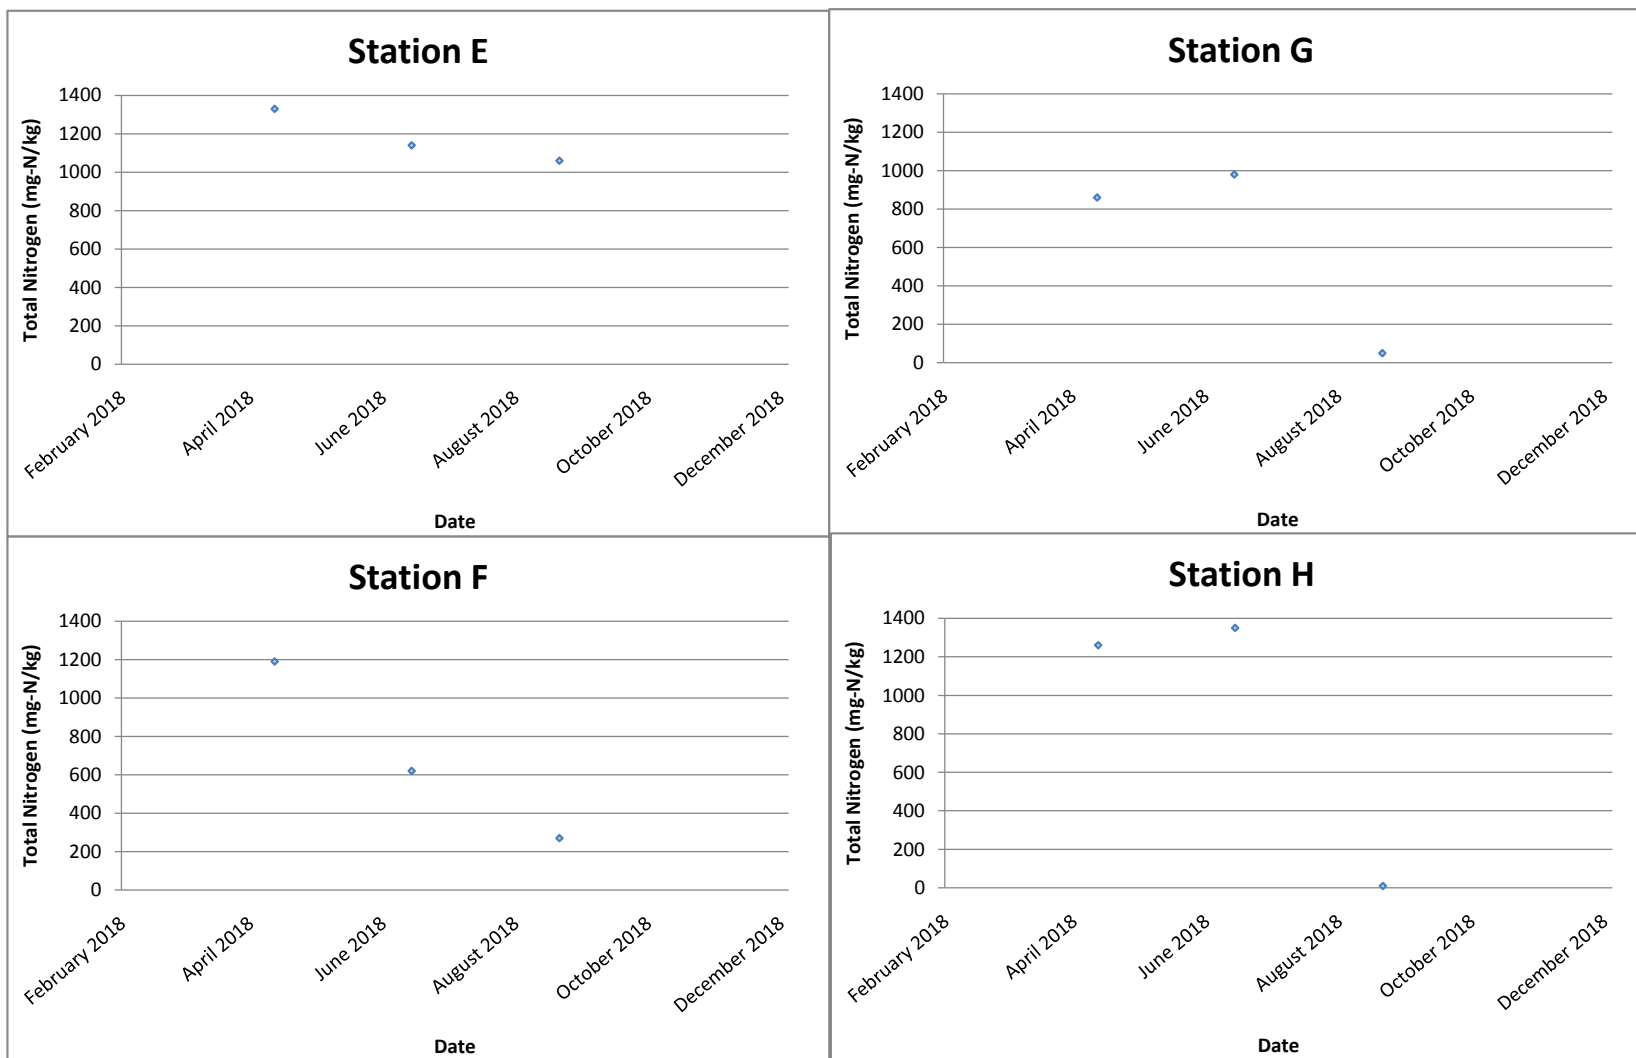 Station E
Total Nitrogen (mg-N/kg)
1400
1200
1000
800
600
400
200
0
February 2018
April 2018
June 2018
August 2018
October 2018
December 2018
Date
Station G
Total Nitrogen (mg-N/kg)
1400
1200
1000
800
600
400
200
0
February 2018
April 2018
June 2018
August 2018
October 2018
December 2018
Date
Station F
Total Nitrogen (mg-N/kg)
1400
1200
1000
800
600
400
200
0
February 2018
April 2018
June 2018
August 2018
October 2018
December 2018
Date
Station H
Total Nitrogen (mg-N/kg)
1400
1200
1000
800
600
400
200
0
February 2018
April 2018
June 2018
August 2018
October 2018
December 2018
Date